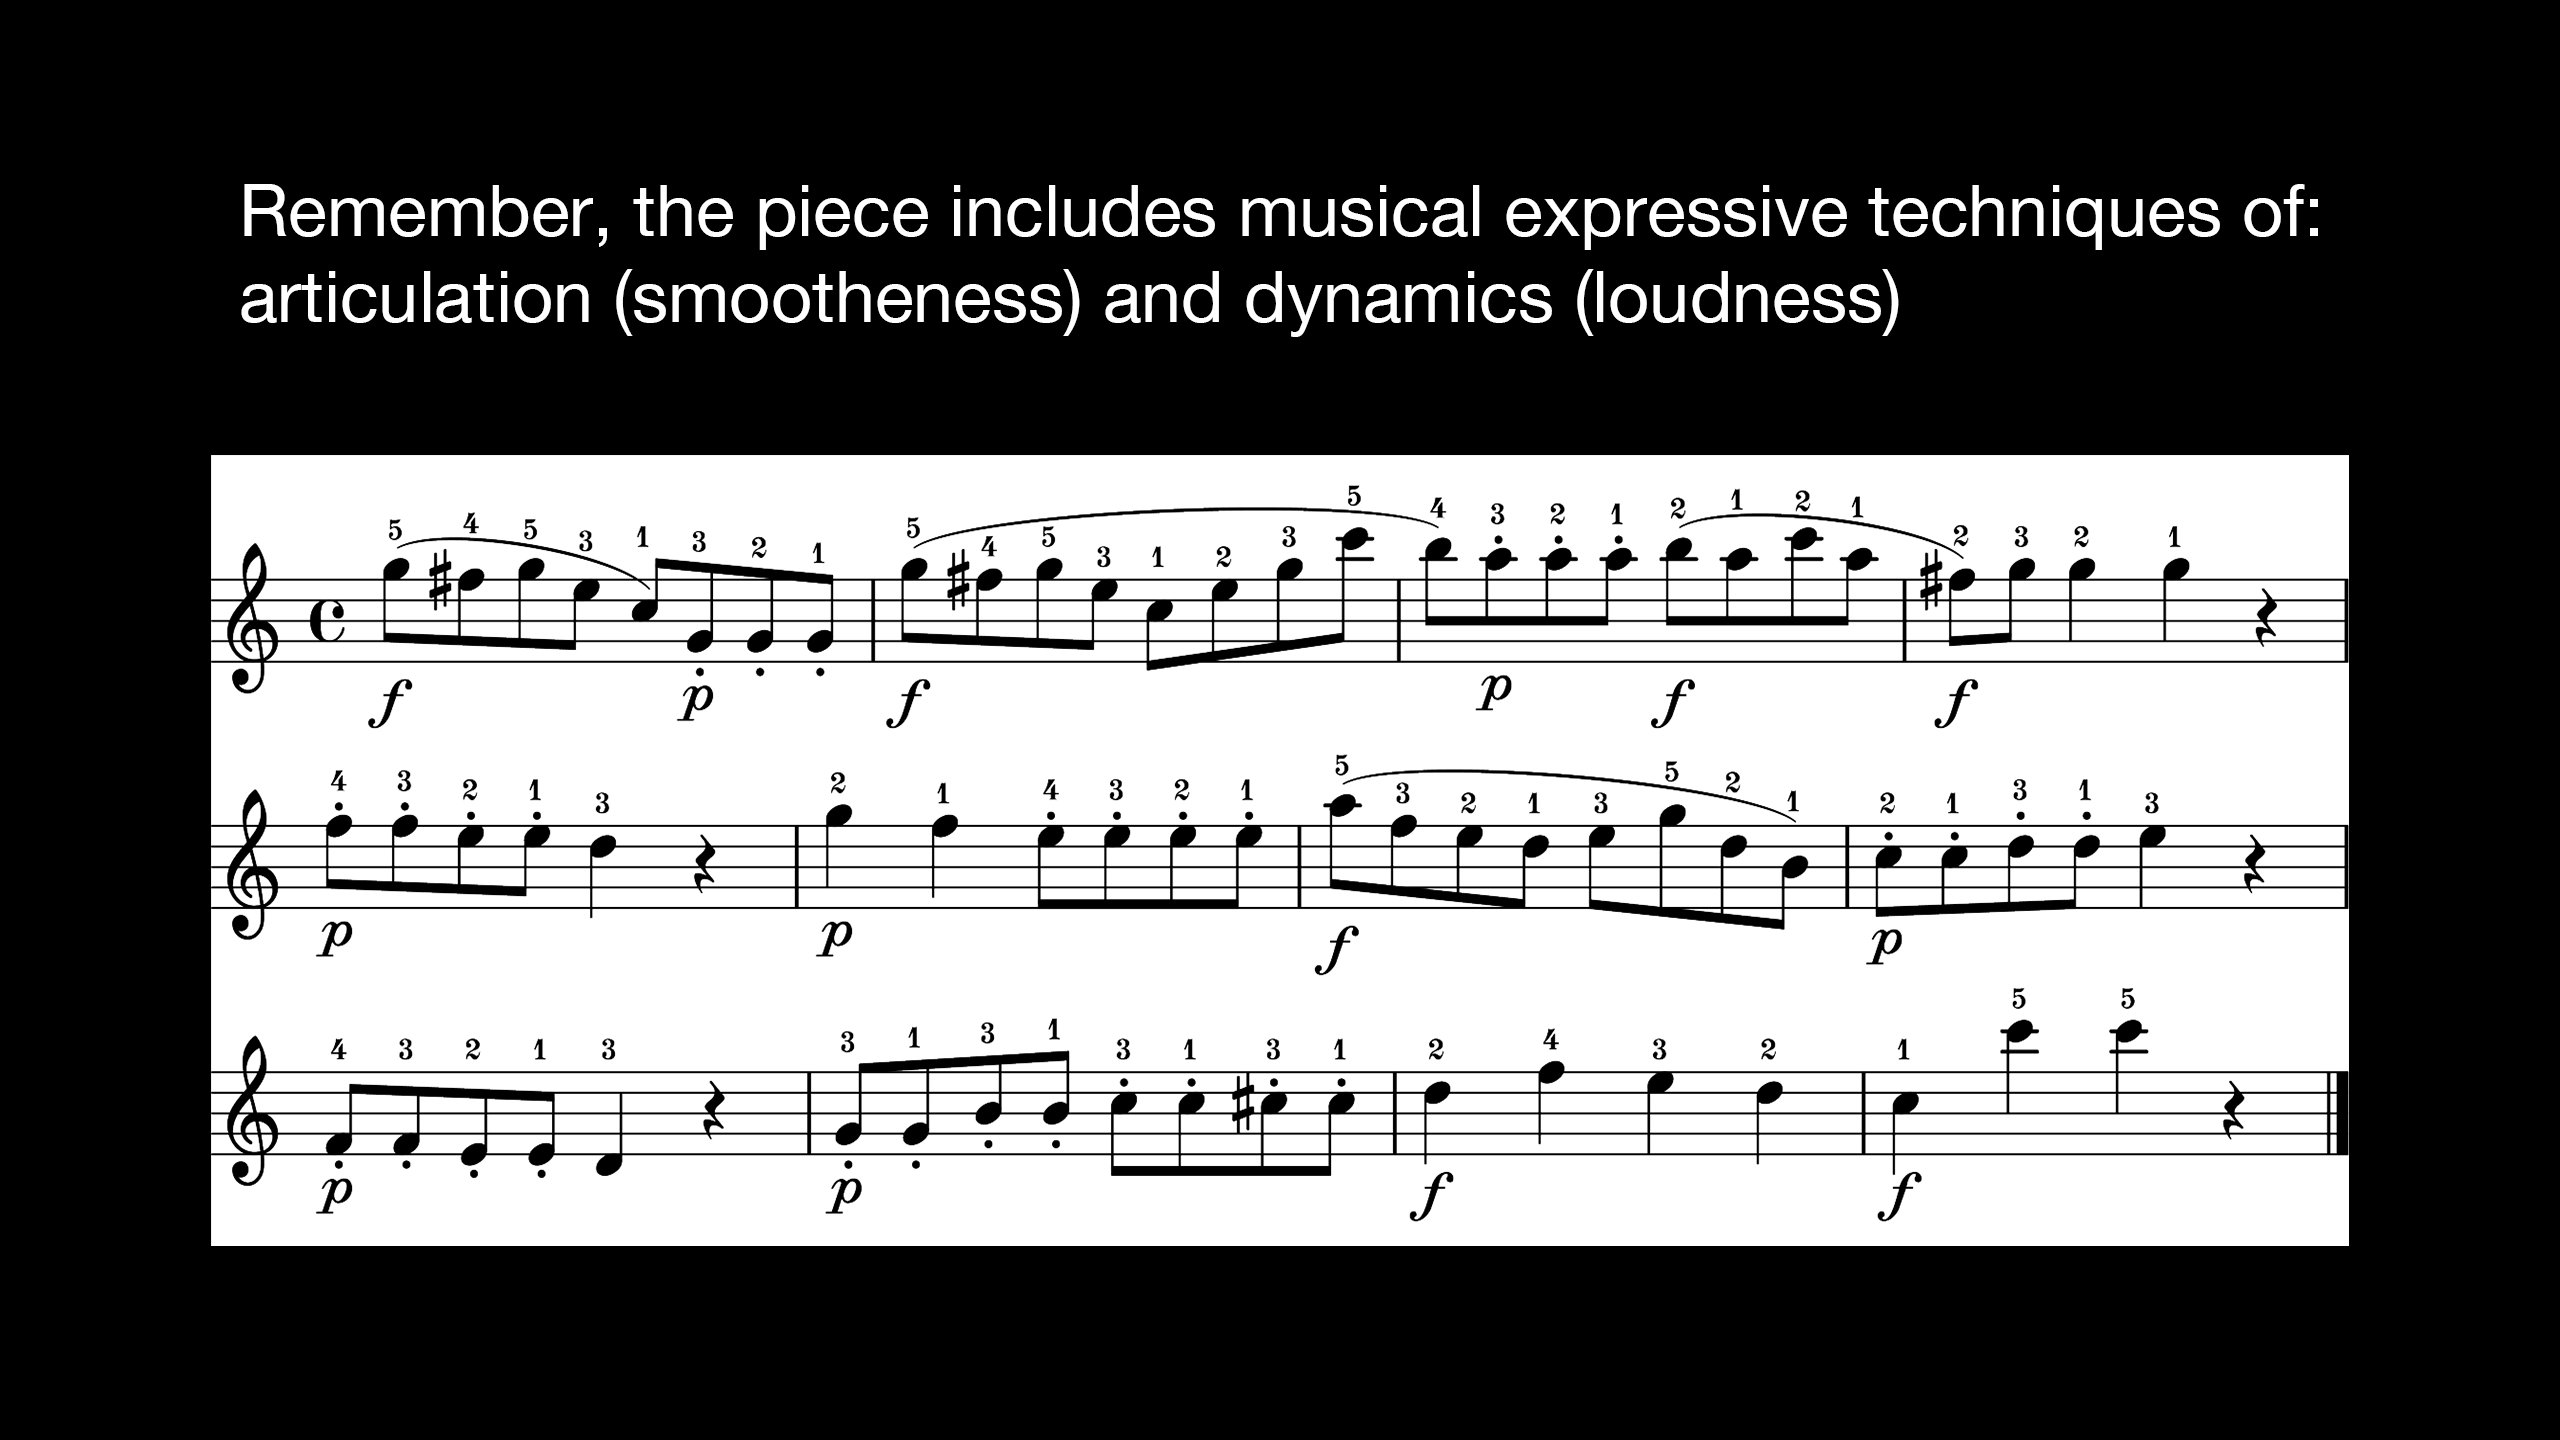 Remember, the piece includes musical expressive techniques of:
articulation (smootheness) and dynamics (loudness)
5 4 5 3 1 3 2 1 5 4 5 3 1 2 3 5 4 3 2 1 2 1 2 1 2 3 2 1
f p f p f f
4 3 2 1 3 2 1 4 3 2 1 5 3 2 1 3 5 2 1 2 1 3 1 3
p p f p
4 3 2 1 3 3 1 3 1 3 1 3 1 2 4 3 2 1 5 5
p p f f